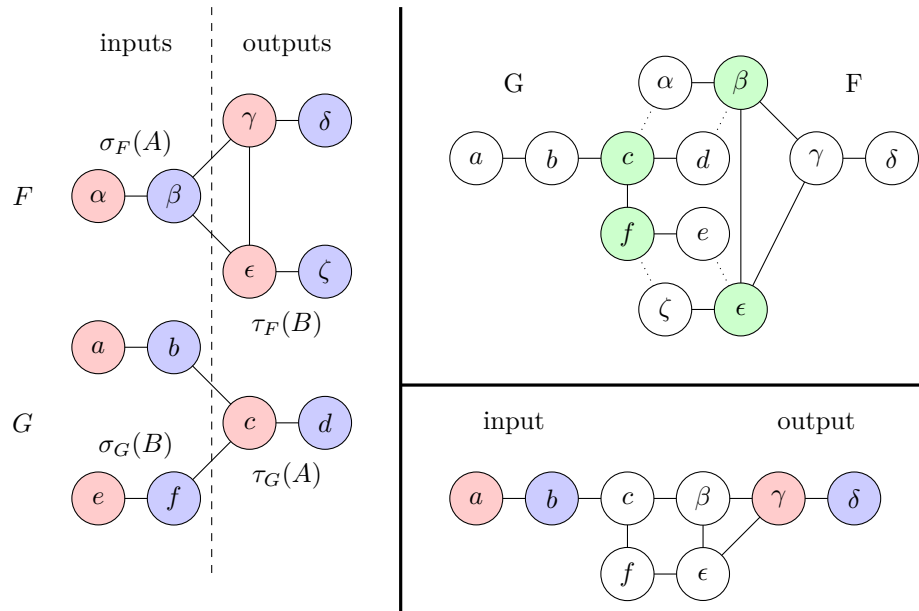 inputs outputs
σ_F(A)
γ δ
F α β
ϵ ζ
τ_F(B)
a b
G c d
σ_G(B) τ_G(A)
e f
G F
α β
a b c d γ δ
f e
ζ ϵ
input output
a b c β γ δ
f ϵ